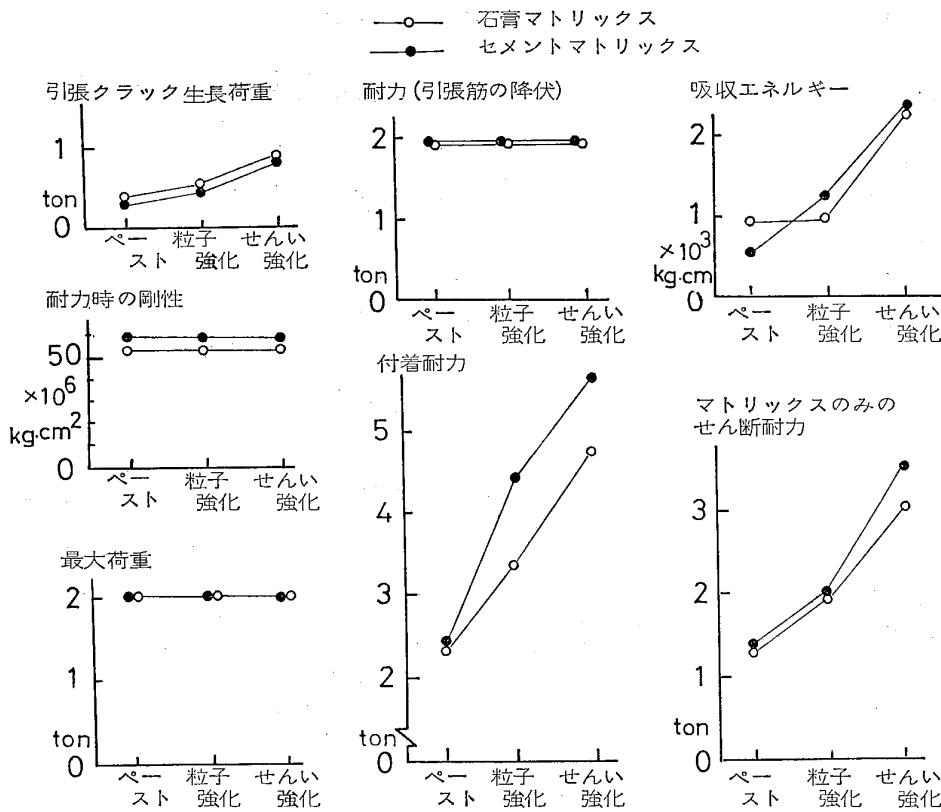 石膏マトリックス
セメントマトリックス
引張クラック生長荷重
1
ton
0
ペースト
粒子強化
せんい強化
耐力(引張筋の降伏)
2
1
ton
0
ペースト
粒子強化
せんい強化
吸収エネルギー
2
1
×10³
kg·cm
0
ペースト
粒子強化
せんい強化
耐力時の剛性
50
×10⁶
kg·cm²
0
ペースト
粒子強化
せんい強化
付着耐力
5
4
3
2
ton
0
ペースト
粒子強化
せんい強化
マトリックスのみの
せん断耐力
3
2
1
ton
0
ペースト
粒子強化
せんい強化
最大荷重
2
1
ton
0
ペースト
粒子強化
せんい強化